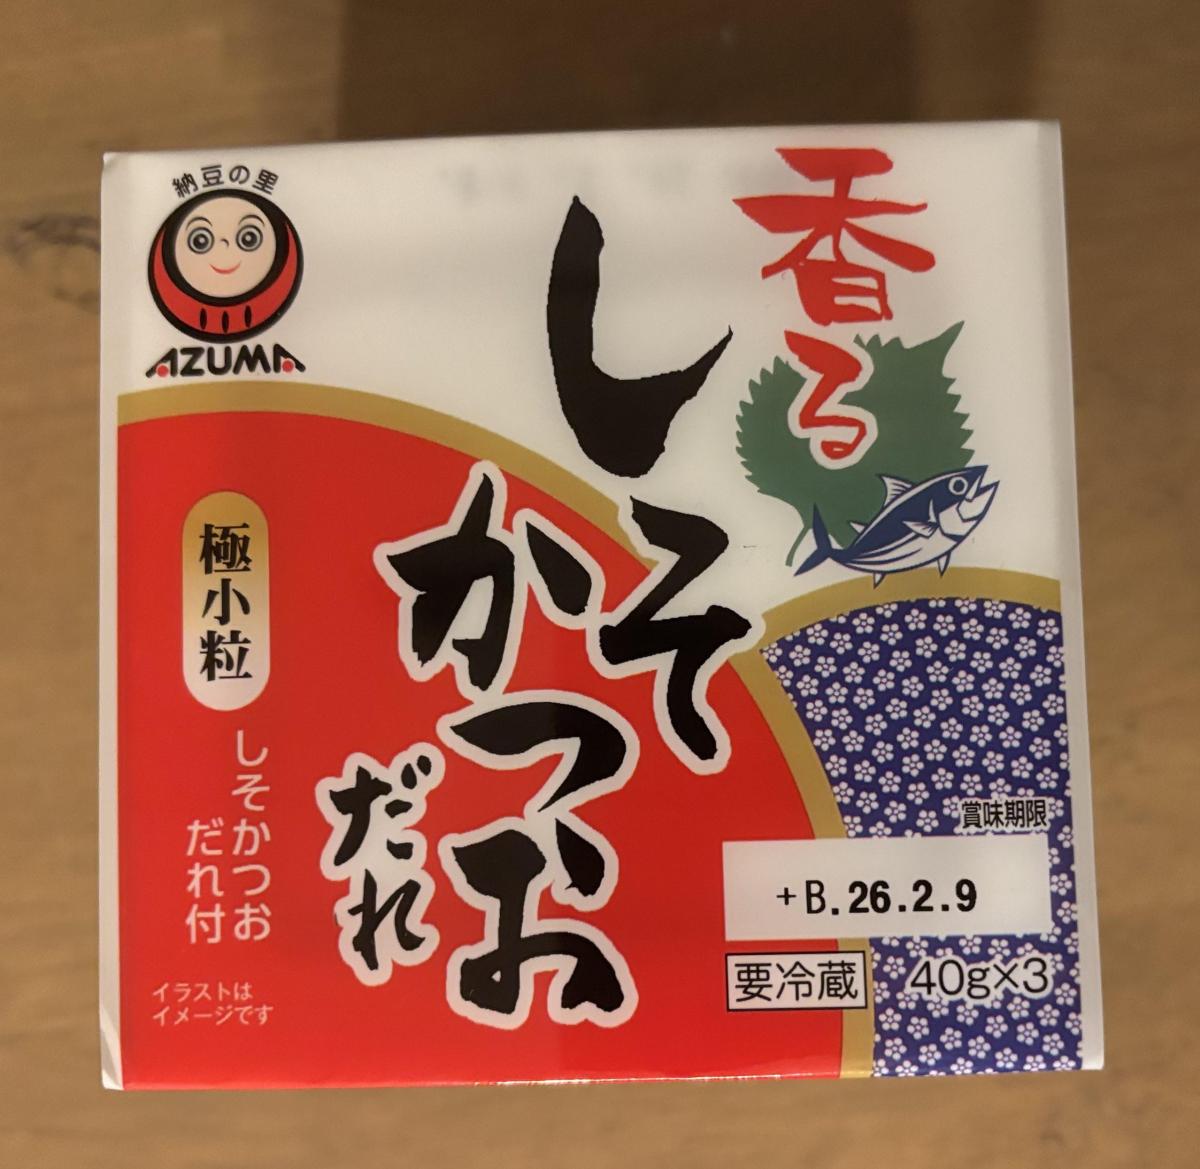 納豆の里
AZUMA
香る
しそ
かつお
だれ
極小粒
しそかつお
だれ付
イラストは
イメージです
賞味期限
+B.26.2.9
要冷蔵
40g×3